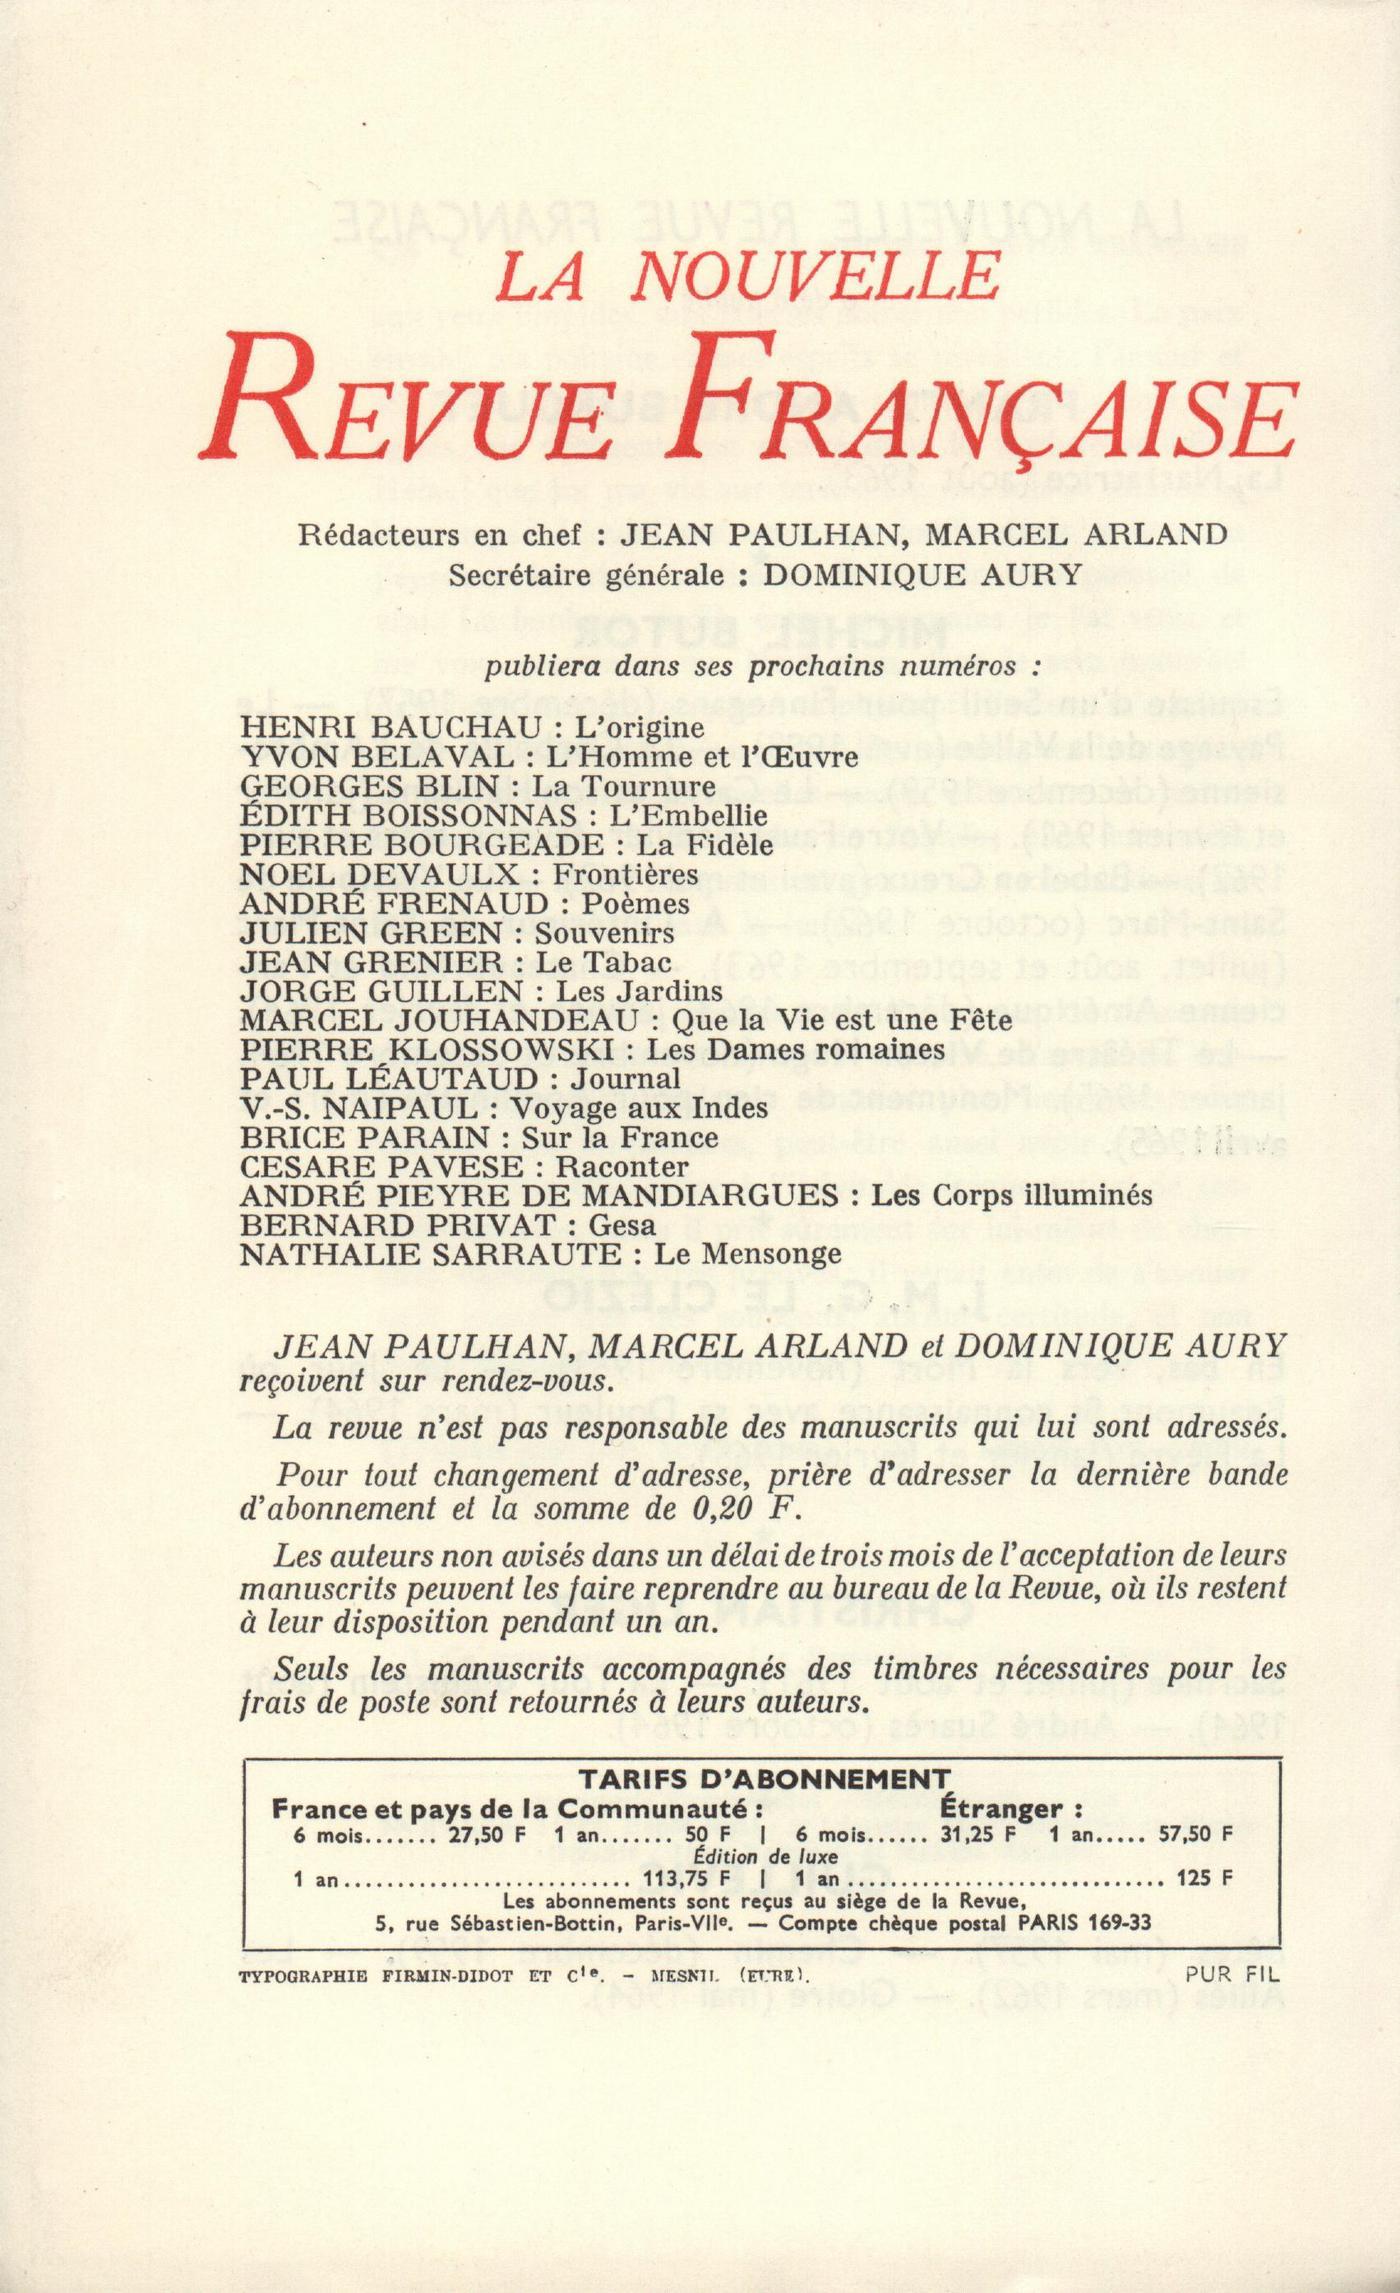 LA NOUVELLE
REVUE FRANÇAISE
Rédacteurs en chef : JEAN PAULHAN, MARCEL ARLAND
Secrétaire générale : DOMINIQUE AURY
publiera dans ses prochains numéros :
HENRI BAUCHAU : L'origine
YVON BELAVAL : L'Homme et l'Œuvre
GEORGES BLIN : La Tournure
ÉDITH BOISSONNAS : L'Embellie
PIERRE BOURGEADE : La Fidèle
NOEL DEVAULX : Frontières
ANDRÉ FRENAUD : Poèmes
JULIEN GREEN : Souvenirs
JEAN GRENIER : Le Tabac
JORGE GUILLEN : Les Jardins
MARCEL JOUHANDEAU : Que la Vie est une Fête
PIERRE KLOSSOWSKI : Les Dames romaines
PAUL LÉAUTAUD : Journal
V.-S. NAIPAUL : Voyage aux Indes
BRICE PARAIN : Sur la France
CESARE PAVESE : Raconter
ANDRÉ PIEYRE DE MANDIARGUES : Les Corps illuminés
BERNARD PRIVAT : Gesa
NATHALIE SARRAUTE : Le Mensonge
JEAN PAULHAN, MARCEL ARLAND et DOMINIQUE AURY
reçoivent sur rendez-vous.
La revue n'est pas responsable des manuscrits qui lui sont adressés.
Pour tout changement d'adresse, prière d'adresser la dernière bande
d'abonnement et la somme de 0,20 F.
Les auteurs non avisés dans un délai de trois mois de l'acceptation de leurs
manuscrits peuvent les faire reprendre au bureau de la Revue, où ils restent
à leur disposition pendant un an.
Seuls les manuscrits accompagnés des timbres nécessaires pour les
frais de poste sont retournés à leurs auteurs.
TARIFS D'ABONNEMENT
France et pays de la Communauté : Étranger :
6 mois....... 27,50 F 1 an....... 50 F | 6 mois...... 31,25 F 1 an..... 57,50 F
Édition de luxe
1 an........................... 113,75 F | 1 an .............................. 125 F
Les abonnements sont reçus au siège de la Revue,
5, rue Sébastien-Bottin, Paris-VIIe. — Compte chèque postal PARIS 169-33
TYPOGRAPHIE FIRMIN-DIDOT ET Cie. – MESNIL (EURE). PUR FIL